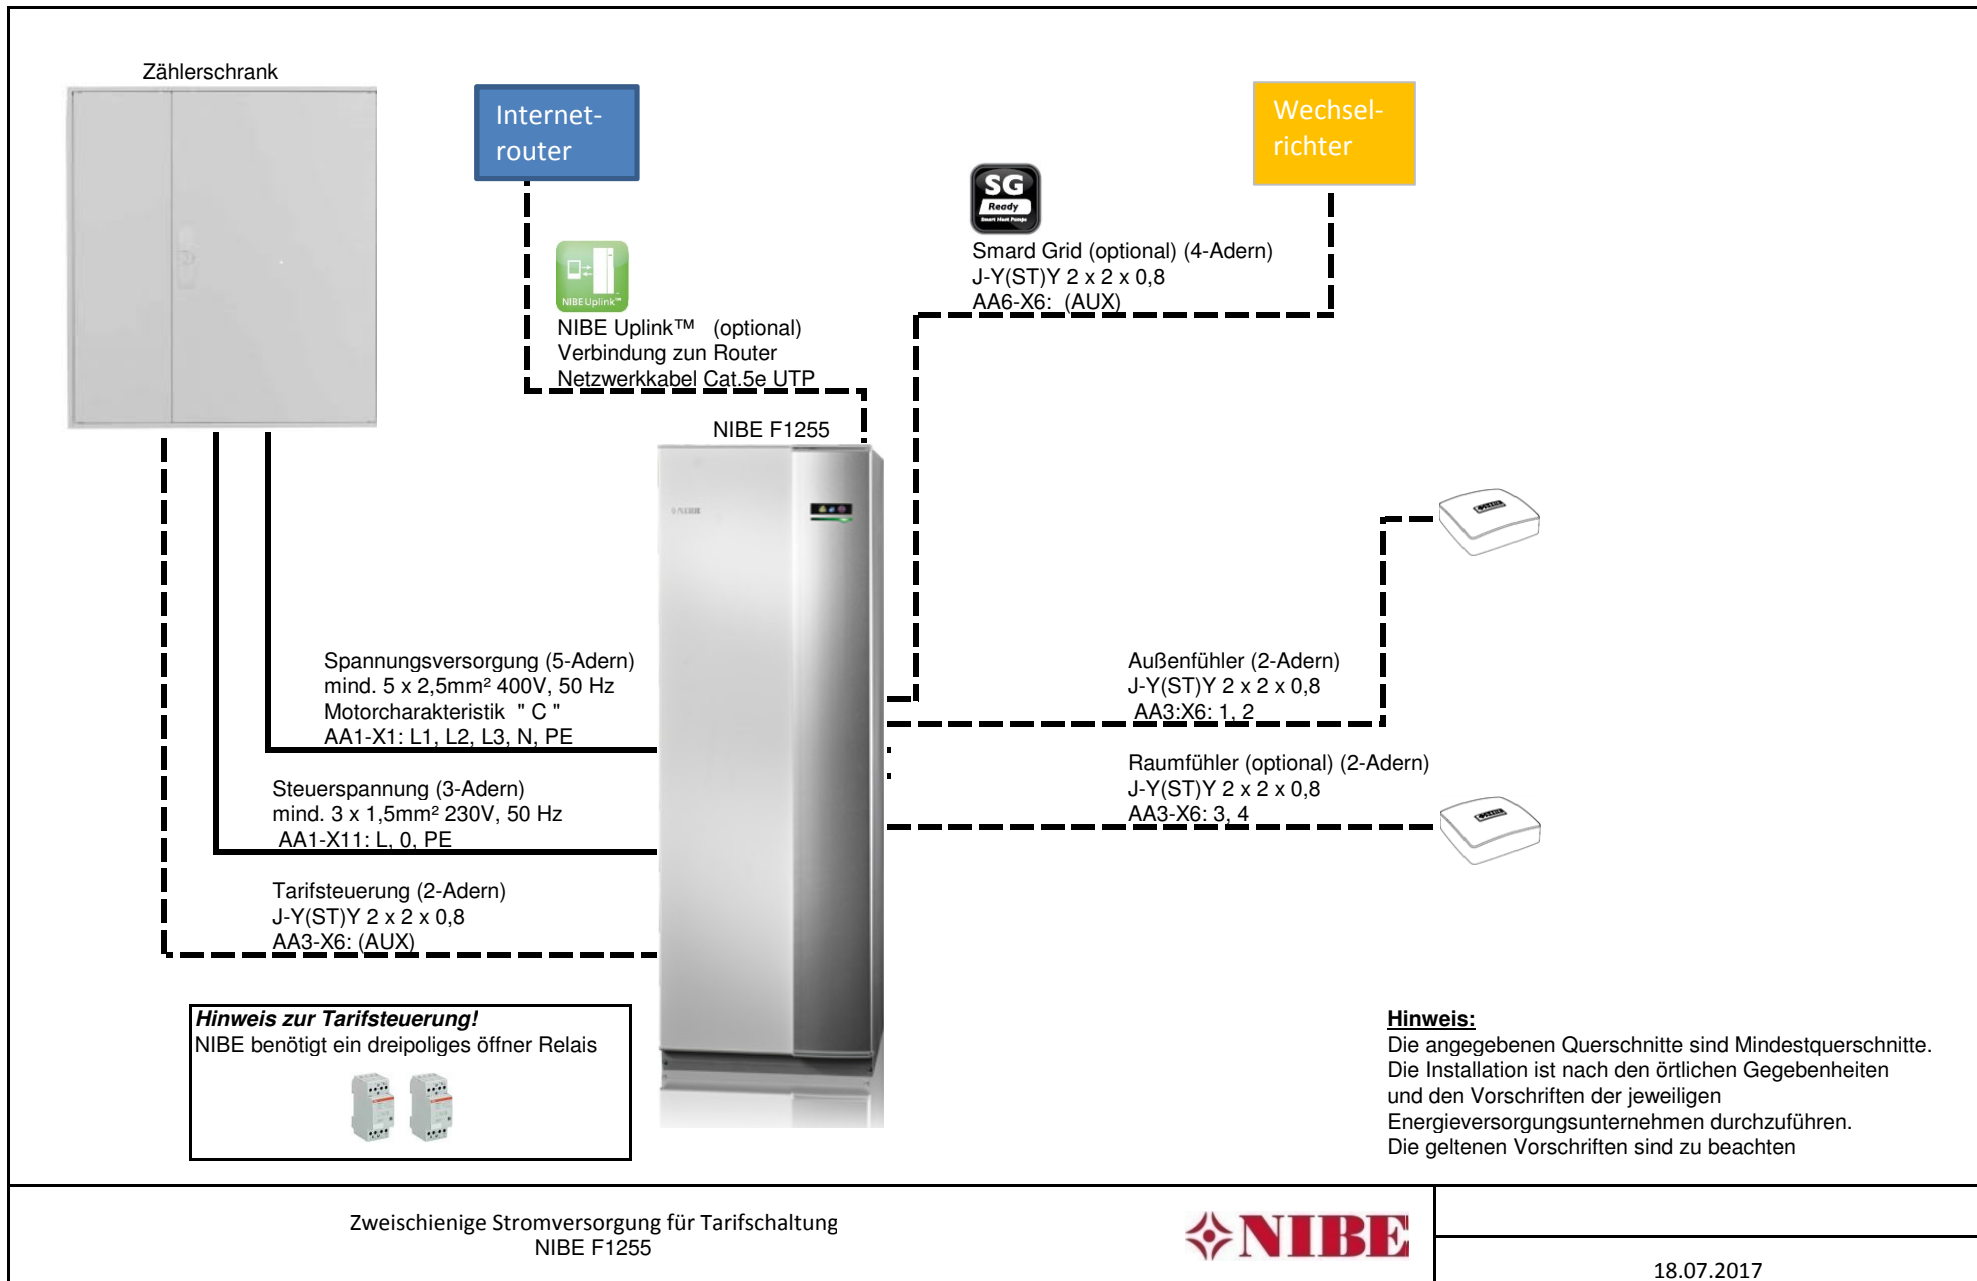 Zählerschrank
Internet-
router
Wechsel-
richter
SG
Ready
Smart Heat Pumps
Smard Grid (optional) (4-Adern)
J-Y(ST)Y 2 x 2 x 0,8
AA6-X6: (AUX)
NIBE Uplink™
NIBE Uplink™ (optional)
Verbindung zun Router
Netzwerkkabel Cat.5e UTP
NIBE F1255
NIBE
Spannungsversorgung (5-Adern)
mind. 5 x 2,5mm² 400V, 50 Hz
Motorcharakteristik " C "
AA1-X1: L1, L2, L3, N, PE
Steuerspannung (3-Adern)
mind. 3 x 1,5mm² 230V, 50 Hz
AA1-X11: L, 0, PE
Tarifsteuerung (2-Adern)
J-Y(ST)Y 2 x 2 x 0,8
AA3-X6: (AUX)
Außenfühler (2-Adern)
J-Y(ST)Y 2 x 2 x 0,8
AA3:X6: 1, 2
Raumfühler (optional) (2-Adern)
J-Y(ST)Y 2 x 2 x 0,8
AA3-X6: 3, 4
Hinweis zur Tarifsteuerung!
NIBE benötigt ein dreipoliges öffner Relais
Hinweis:
Die angegebenen Querschnitte sind Mindestquerschnitte.
Die Installation ist nach den örtlichen Gegebenheiten
und den Vorschriften der jeweiligen
Energieversorgungsunternehmen durchzuführen.
Die geltenen Vorschriften sind zu beachten
Zweischienige Stromversorgung für Tarifschaltung
NIBE F1255
NIBE
18.07.2017